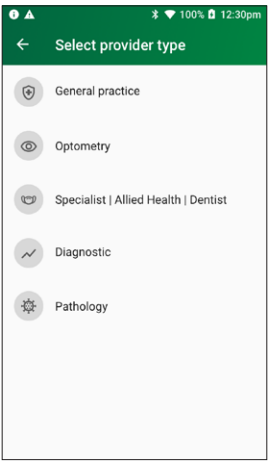 100% 12:30pm
Select provider type
General practice
Optometry
Specialist | Allied Health | Dentist
Diagnostic
Pathology